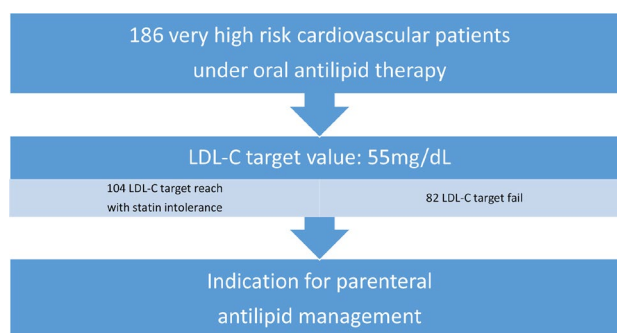 186 very high risk cardiovascular patients
under oral antilipid therapy
LDL-C target value: 55mg/dL
104 LDL-C target reach
with statin intolerance
82 LDL-C target fail
Indication for parenteral
antilipid management